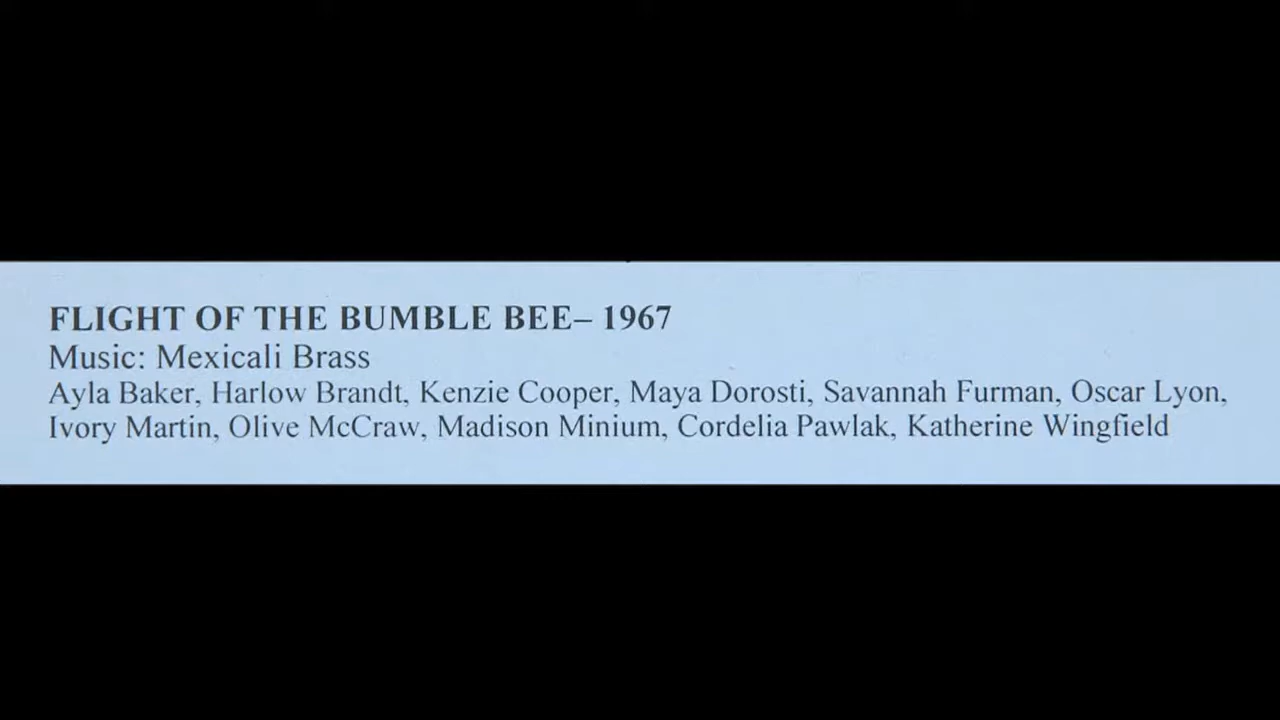 FLIGHT OF THE BUMBLE BEE– 1967
Music: Mexicali Brass
Ayla Baker, Harlow Brandt, Kenzie Cooper, Maya Dorosti, Savannah Furman, Oscar Lyon,
Ivory Martin, Olive McCraw, Madison Minium, Cordelia Pawlak, Katherine Wingfield